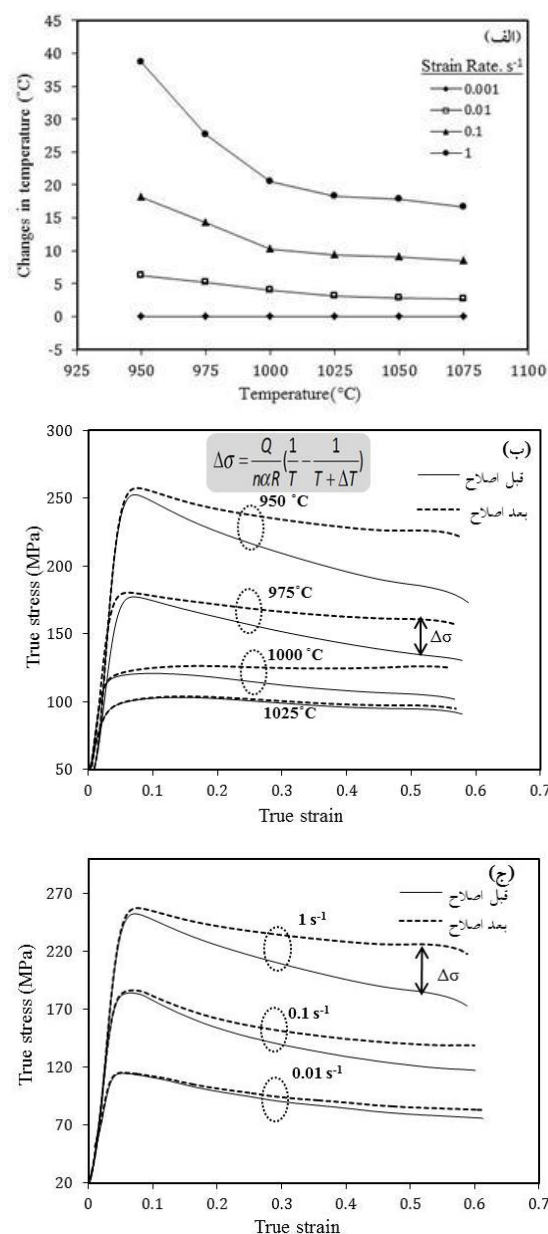 (الف)
Strain Rate. s⁻¹
0.001
0.01
0.1
1
Changes in temperature (˚C)
45
40
35
30
25
20
15
10
5
0
-5
925 950 975 1000 1025 1050 1075 1100
Temperature(°C)
(ب)
Δσ = Q/nαR (1/T − 1/(T + ΔT))
قبل اصلاح
بعد اصلاح
950 ˚C
975˚C
Δσ
1000 ˚C
1025˚C
True stress (MPa)
300
250
200
150
100
50
0 0.1 0.2 0.3 0.4 0.5 0.6 0.7
True strain
(ج)
قبل اصلاح
بعد اصلاح
1 s⁻¹
Δσ
0.1 s⁻¹
0.01 s⁻¹
True stress (MPa)
270
220
170
120
70
20
0 0.1 0.2 0.3 0.4 0.5 0.6 0.7
True strain